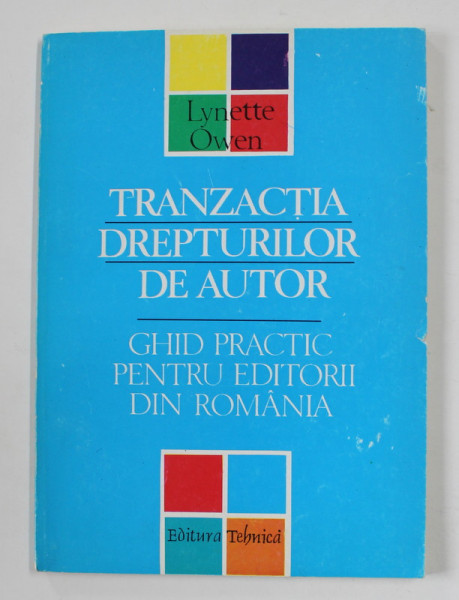 Lynette
Owen
TRANZACȚIA
DREPTURILOR
DE AUTOR
GHID PRACTIC
PENTRU EDITORII
DIN ROMÂNIA
Editura Tehnică